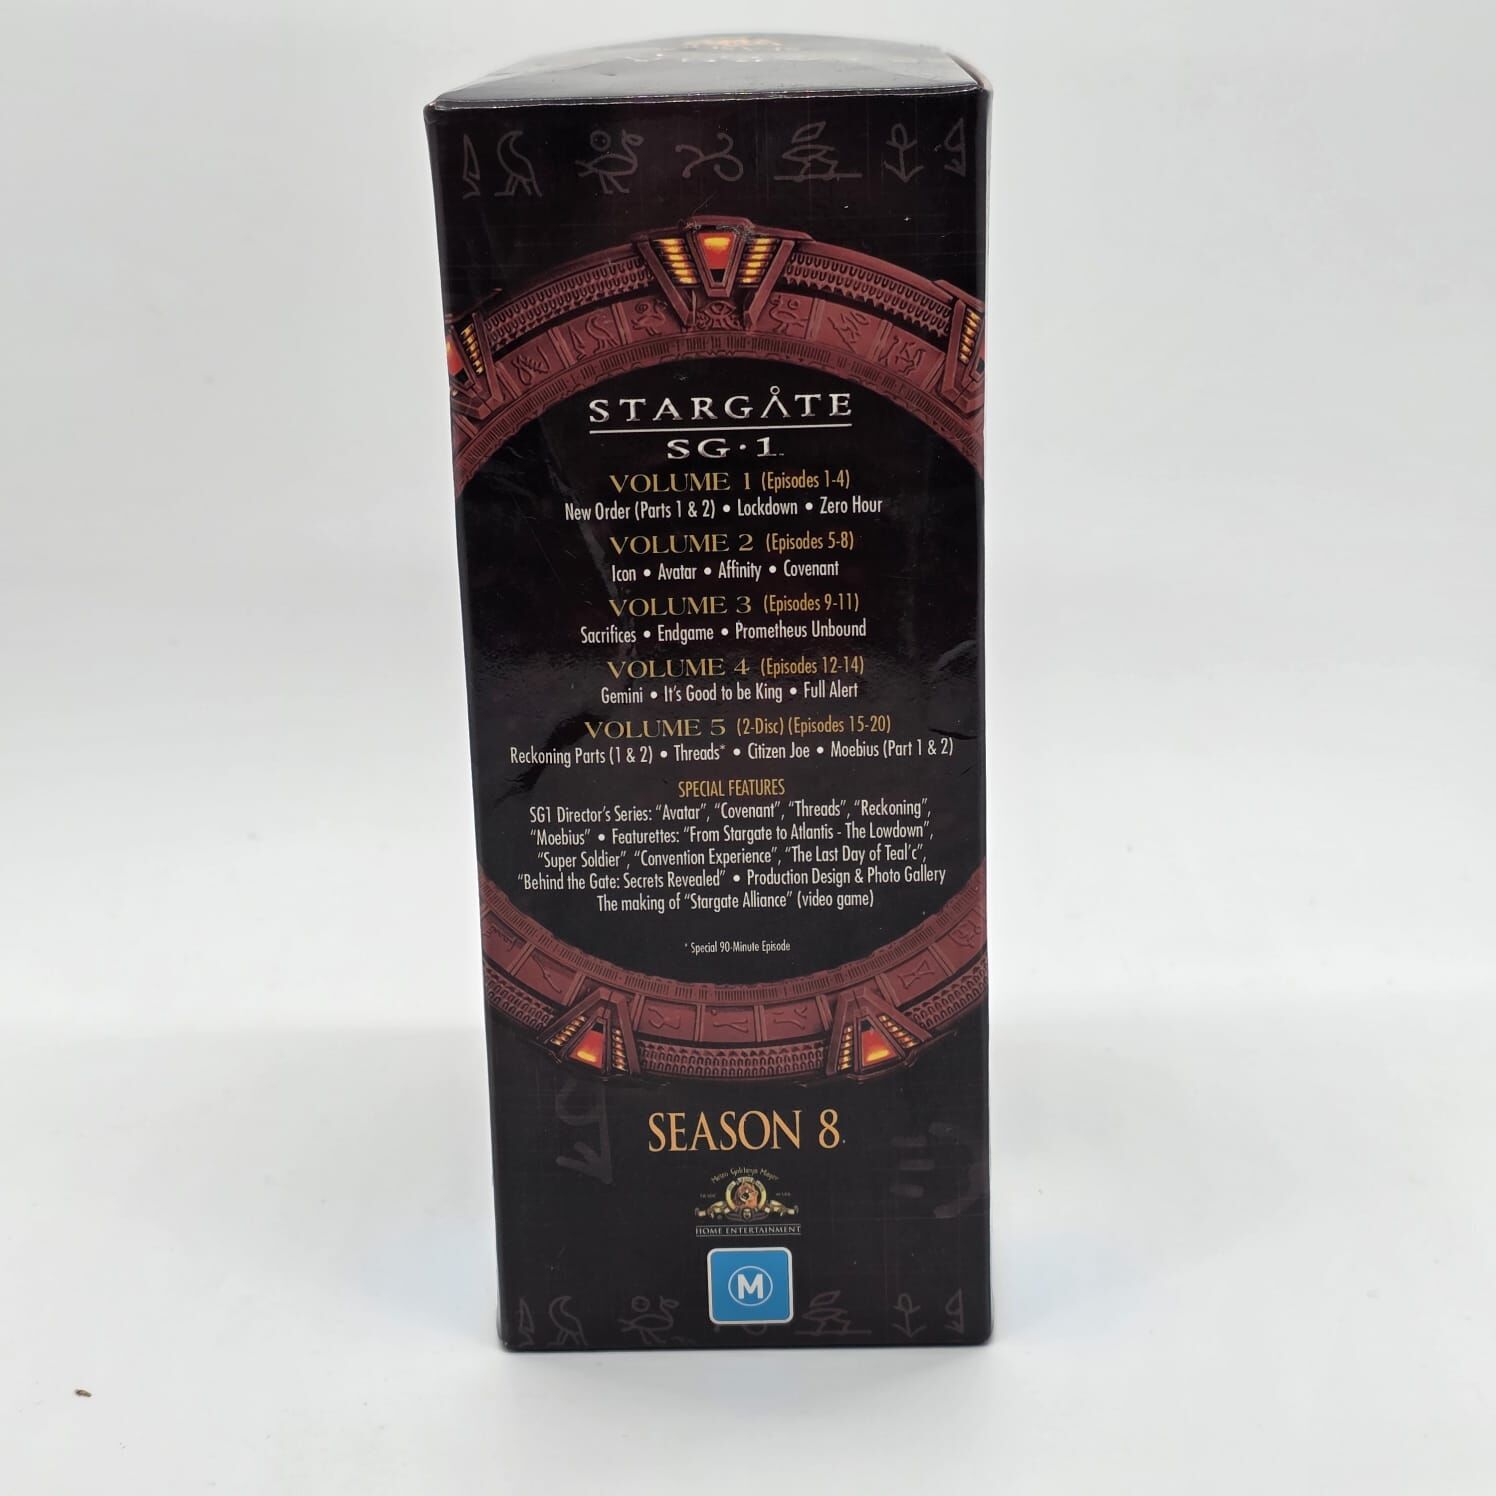 STARGÅTE
SG·1™
VOLUME 1 (Episodes 1-4)
New Order (Parts 1 & 2) • Lockdown • Zero Hour
VOLUME 2 (Episodes 5-8)
Icon • Avatar • Affinity • Covenant
VOLUME 3 (Episodes 9-11)
Sacrifices • Endgame • Prometheus Unbound
VOLUME 4 (Episodes 12-14)
Gemini • It's Good to be King • Full Alert
VOLUME 5 (2-Disc) (Episodes 15-20)
Reckoning Parts (1 & 2) • Threads* • Citizen Joe • Moebius (Part 1 & 2)
SPECIAL FEATURES
SG1 Director's Series: "Avatar", "Covenant", "Threads", "Reckoning",
"Moebius" • Featurettes: "From Stargate to Atlantis - The Lowdown",
"Super Soldier", "Convention Experience", "The Last Day of Teal'c",
"Behind the Gate: Secrets Revealed" • Production Design & Photo Gallery
The making of "Stargate Alliance" (video game)
* Special 90-Minute Episode
SEASON 8
Metro Goldwyn Mayer
HOME ENTERTAINMENT
M